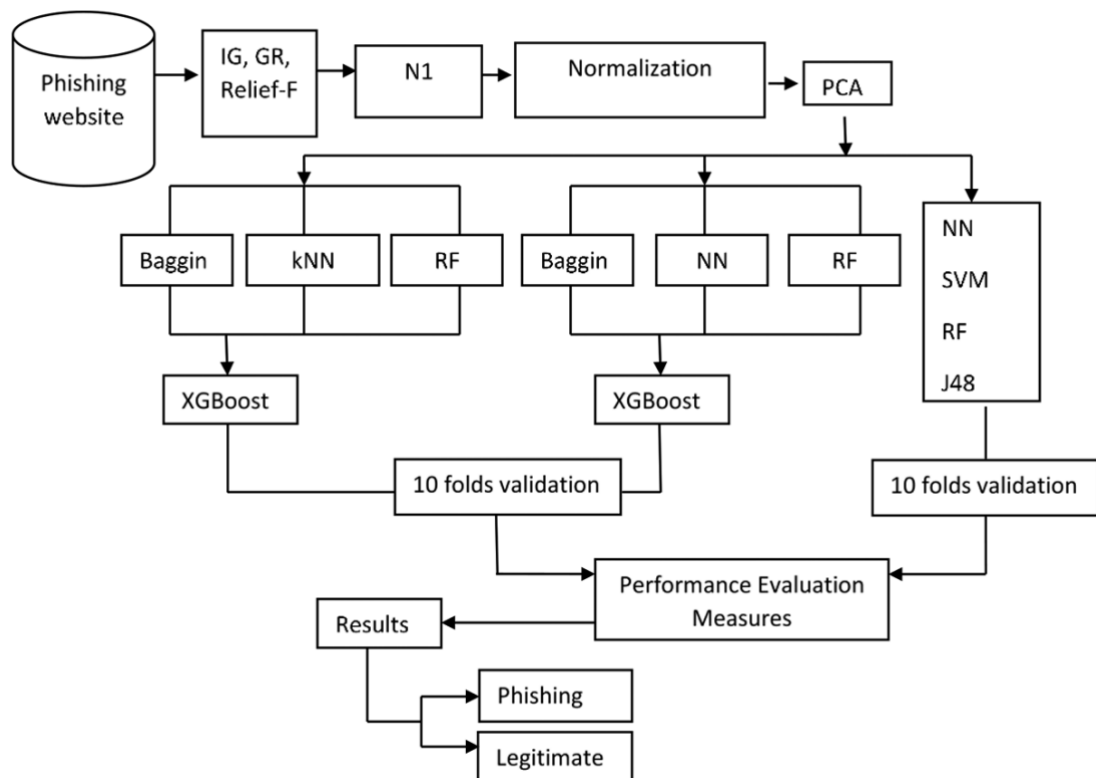 Phishing
website
IG, GR,
Relief-F
N1
Normalization
PCA
Baggin
kNN
RF
Baggin
NN
RF
NN
SVM
RF
J48
XGBoost
XGBoost
10 folds validation
10 folds validation
Performance Evaluation
Measures
Results
Phishing
Legitimate